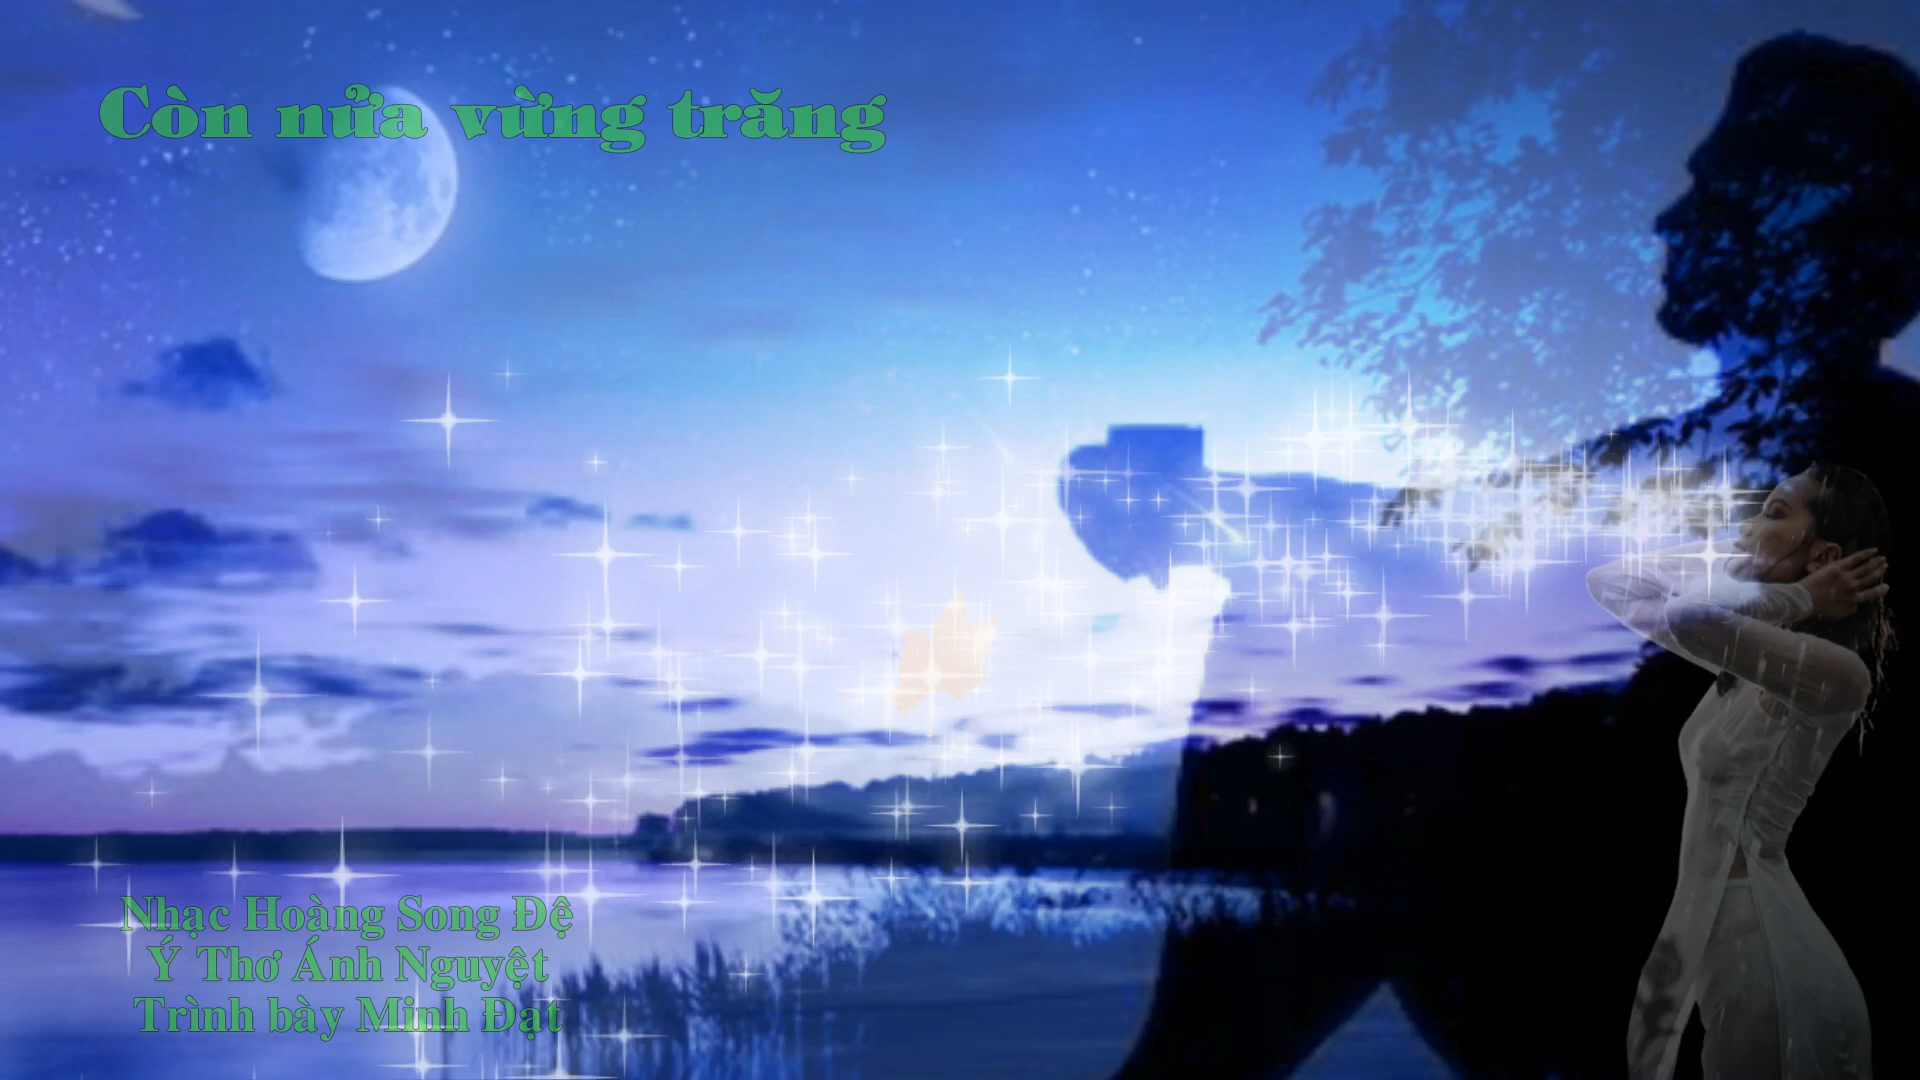 Còn nửa vừng trăng
Nhạc Hoàng Song Đệ
Ý Thơ Ánh Nguyệt
Trình bày Minh Đạt